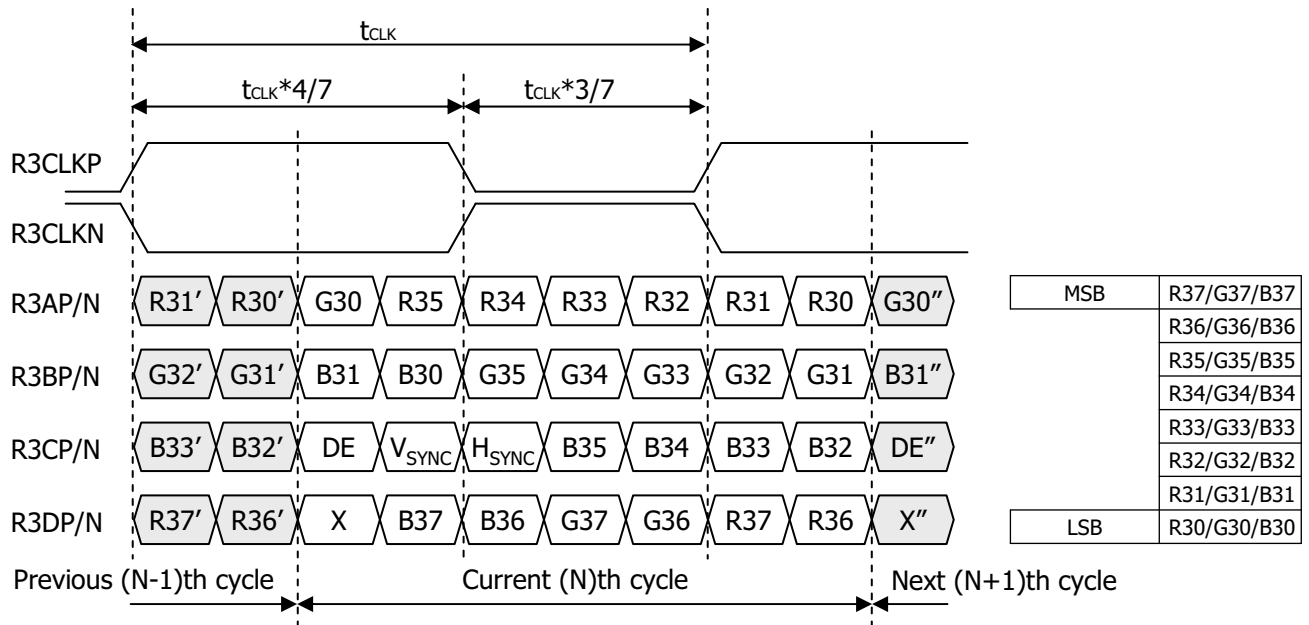 tCLK
tCLK*4/7 tCLK*3/7
R3CLKP
R3CLKN
R3AP/N R31′ R30′ G30 R35 R34 R33 R32 R31 R30 G30″
R3BP/N G32′ G31′ B31 B30 G35 G34 G33 G32 G31 B31″
R3CP/N B33′ B32′ DE VSYNC HSYNC B35 B34 B33 B32 DE″
R3DP/N R37′ R36′ X B37 B36 G37 G36 R37 R36 X″
Previous (N-1)th cycle Current (N)th cycle Next (N+1)th cycle
MSB R37/G37/B37
R36/G36/B36
R35/G35/B35
R34/G34/B34
R33/G33/B33
R32/G32/B32
R31/G31/B31
LSB R30/G30/B30